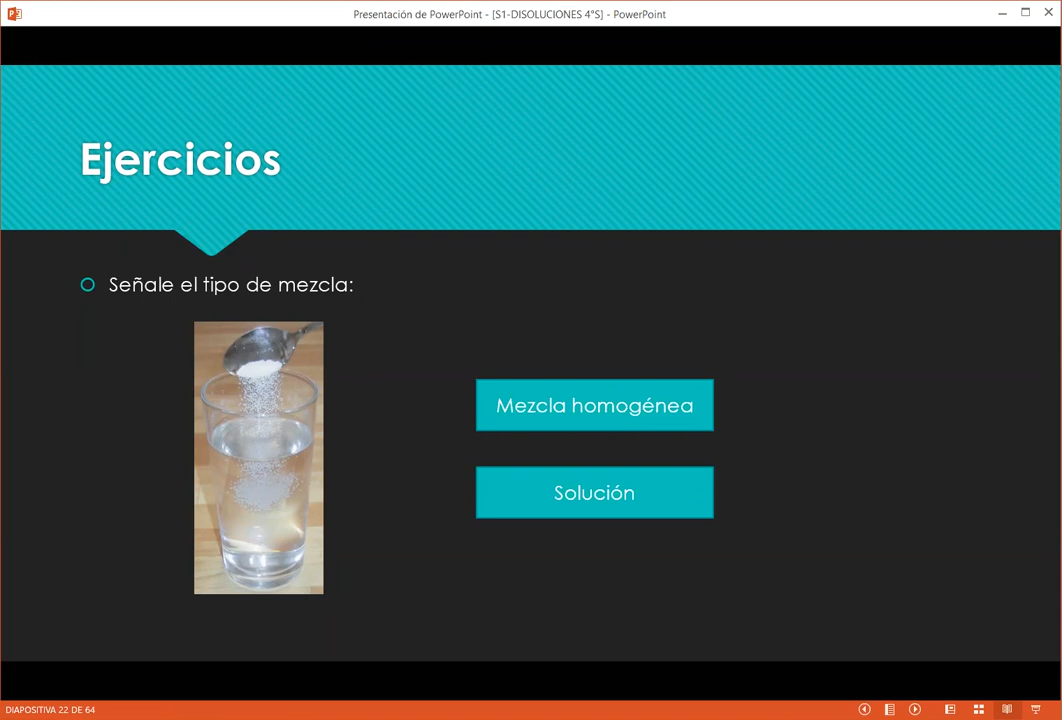 Presentación de PowerPoint - [S1-DISOLUCIONES 4°S] - PowerPoint
Ejercicios
Señale el tipo de mezcla:
Mezcla homogénea
Solución
DIAPOSITIVA 22 DE 64